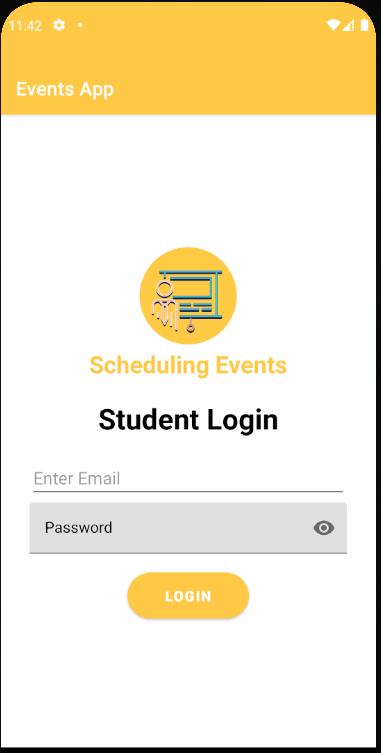 11:42
Events App
Scheduling Events
Student Login
Enter Email
Password
LOGIN